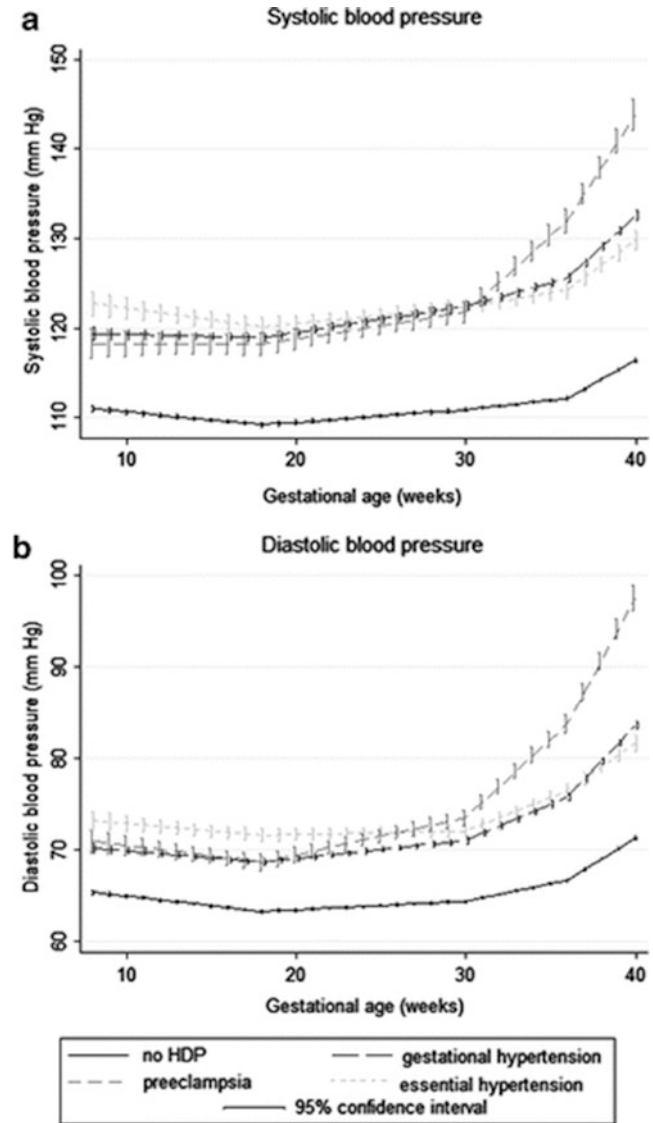 a
Systolic blood pressure
150
140
130
120
110
Systolic blood pressure (mm Hg)
10 20 30 40
Gestational age (weeks)
b
Diastolic blood pressure
100
90
80
70
60
Diastolic blood pressure (mm Hg)
10 20 30 40
Gestational age (weeks)
no HDP gestational hypertension
preeclampsia essential hypertension
95% confidence interval